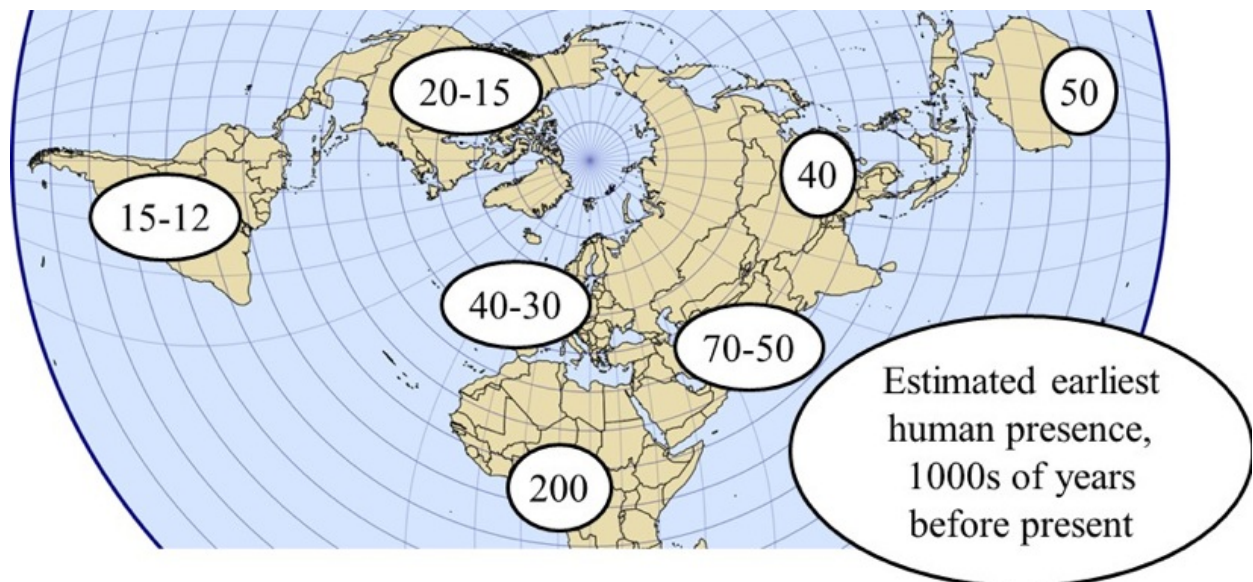 20-15
50
40
15-12
40-30
70-50
200
Estimated earliest
human presence,
1000s of years
before present